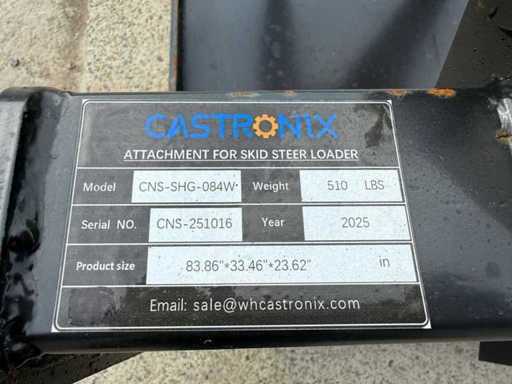 CASTRONIX
ATTACHMENT FOR SKID STEER LOADER
Model CNS-SHG-084W Weight 510 LBS
Serial NO. CNS-251016 Year 2025
Product size 83.86"*33.46"*23.62" in
Email: sale@whcastronix.com